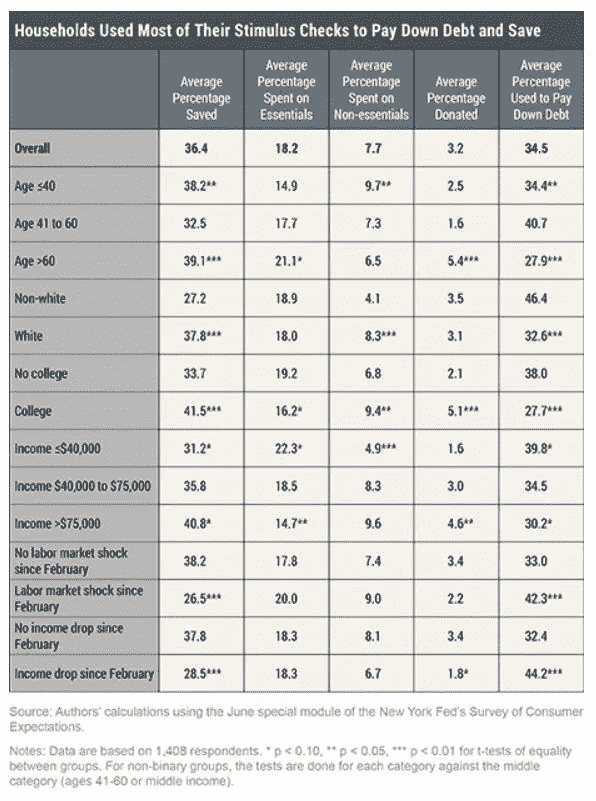 Households Used Most of Their Stimulus Checks to Pay Down Debt and Save
Average Percentage Saved
Average Percentage Spent on Essentials
Average Percentage Spent on Non-essentials
Average Percentage Donated
Average Percentage Used to Pay Down Debt
Overall 36.4 18.2 7.7 3.2 34.5
Age ≤40 38.2** 14.9 9.7** 2.5 34.4**
Age 41 to 60 32.5 17.7 7.3 1.6 40.7
Age >60 39.1*** 21.1* 6.5 5.4*** 27.9***
Non-white 27.2 18.9 4.1 3.5 46.4
White 37.8*** 18.0 8.3*** 3.1 32.6***
No college 33.7 19.2 6.8 2.1 38.0
College 41.5*** 16.2* 9.4** 5.1*** 27.7***
Income ≤$40,000 31.2* 22.3* 4.9*** 1.6 39.8*
Income $40,000 to $75,000 35.8 18.5 8.3 3.0 34.5
Income >$75,000 40.8* 14.7** 9.6 4.6** 30.2*
No labor market shock since February 38.2 17.8 7.4 3.4 33.0
Labor market shock since February 26.5*** 20.0 9.0 2.2 42.3***
No income drop since February 37.8 18.3 8.1 3.4 32.4
Income drop since February 28.5*** 18.3 6.7 1.8* 44.2***
Source: Authors' calculations using the June special module of the New York Fed's Survey of Consumer
Expectations.
Notes: Data are based on 1,408 respondents. * p < 0.10, ** p < 0.05, *** p < 0.01 for t-tests of equality
between groups. For non-binary groups, the tests are done for each category against the middle
category (ages 41-60 or middle income).